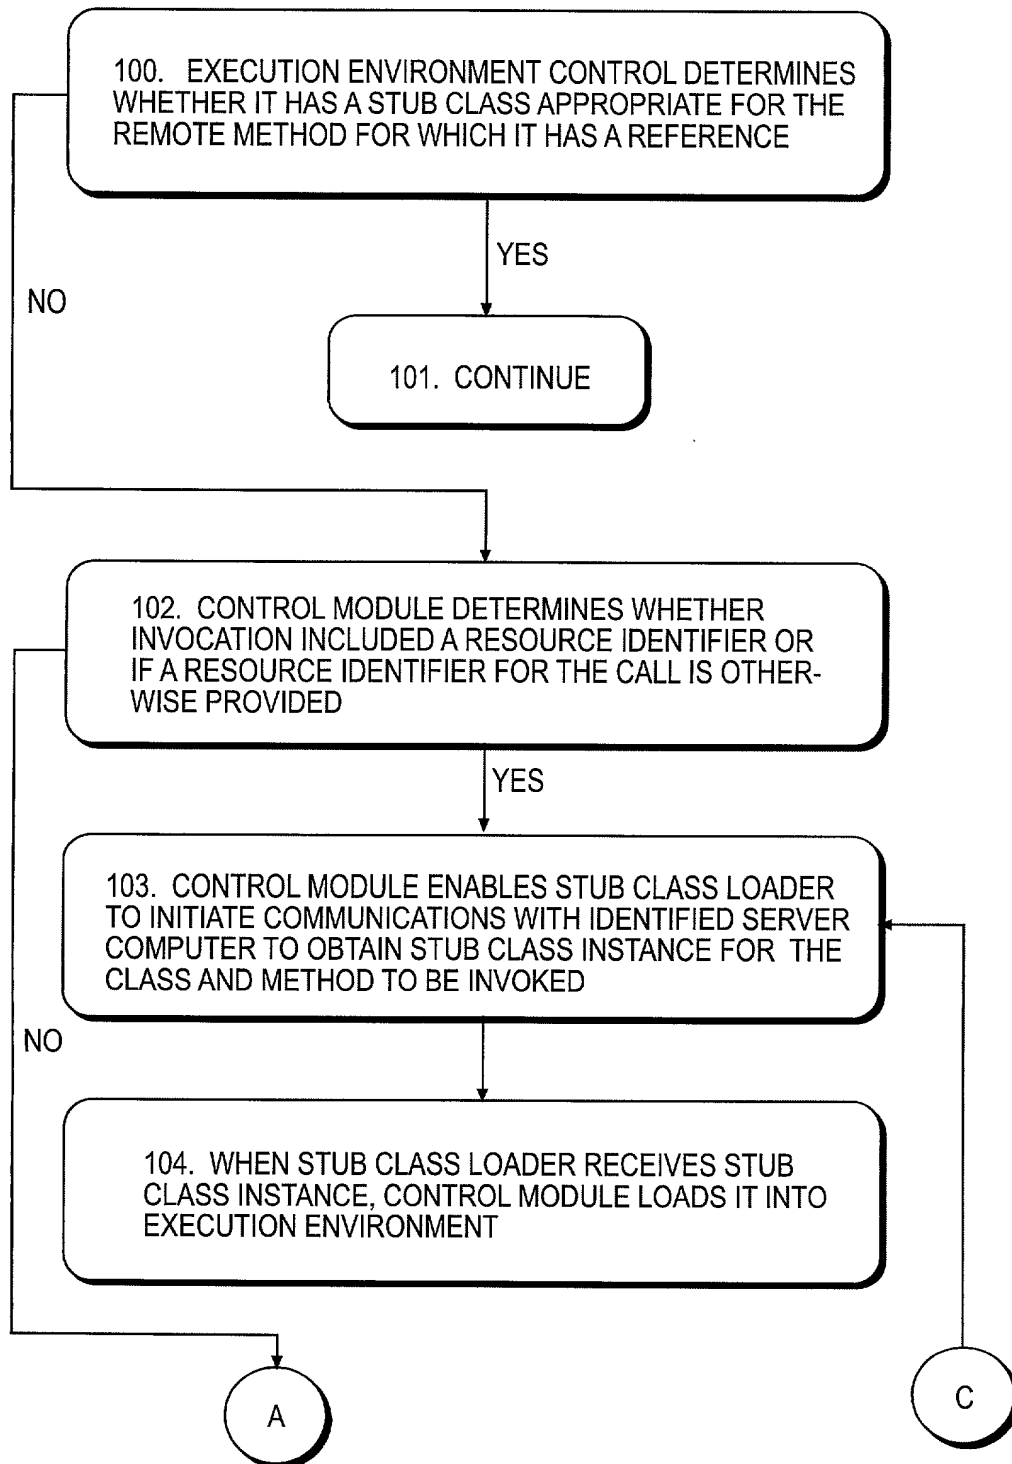 100. EXECUTION ENVIRONMENT CONTROL DETERMINES
WHETHER IT HAS A STUB CLASS APPROPRIATE FOR THE
REMOTE METHOD FOR WHICH IT HAS A REFERENCE
YES
NO
101. CONTINUE
102. CONTROL MODULE DETERMINES WHETHER
INVOCATION INCLUDED A RESOURCE IDENTIFIER OR
IF A RESOURCE IDENTIFIER FOR THE CALL IS OTHER-
WISE PROVIDED
YES
103. CONTROL MODULE ENABLES STUB CLASS LOADER
TO INITIATE COMMUNICATIONS WITH IDENTIFIED SERVER
COMPUTER TO OBTAIN STUB CLASS INSTANCE FOR THE
CLASS AND METHOD TO BE INVOKED
NO
104. WHEN STUB CLASS LOADER RECEIVES STUB
CLASS INSTANCE, CONTROL MODULE LOADS IT INTO
EXECUTION ENVIRONMENT
A
C